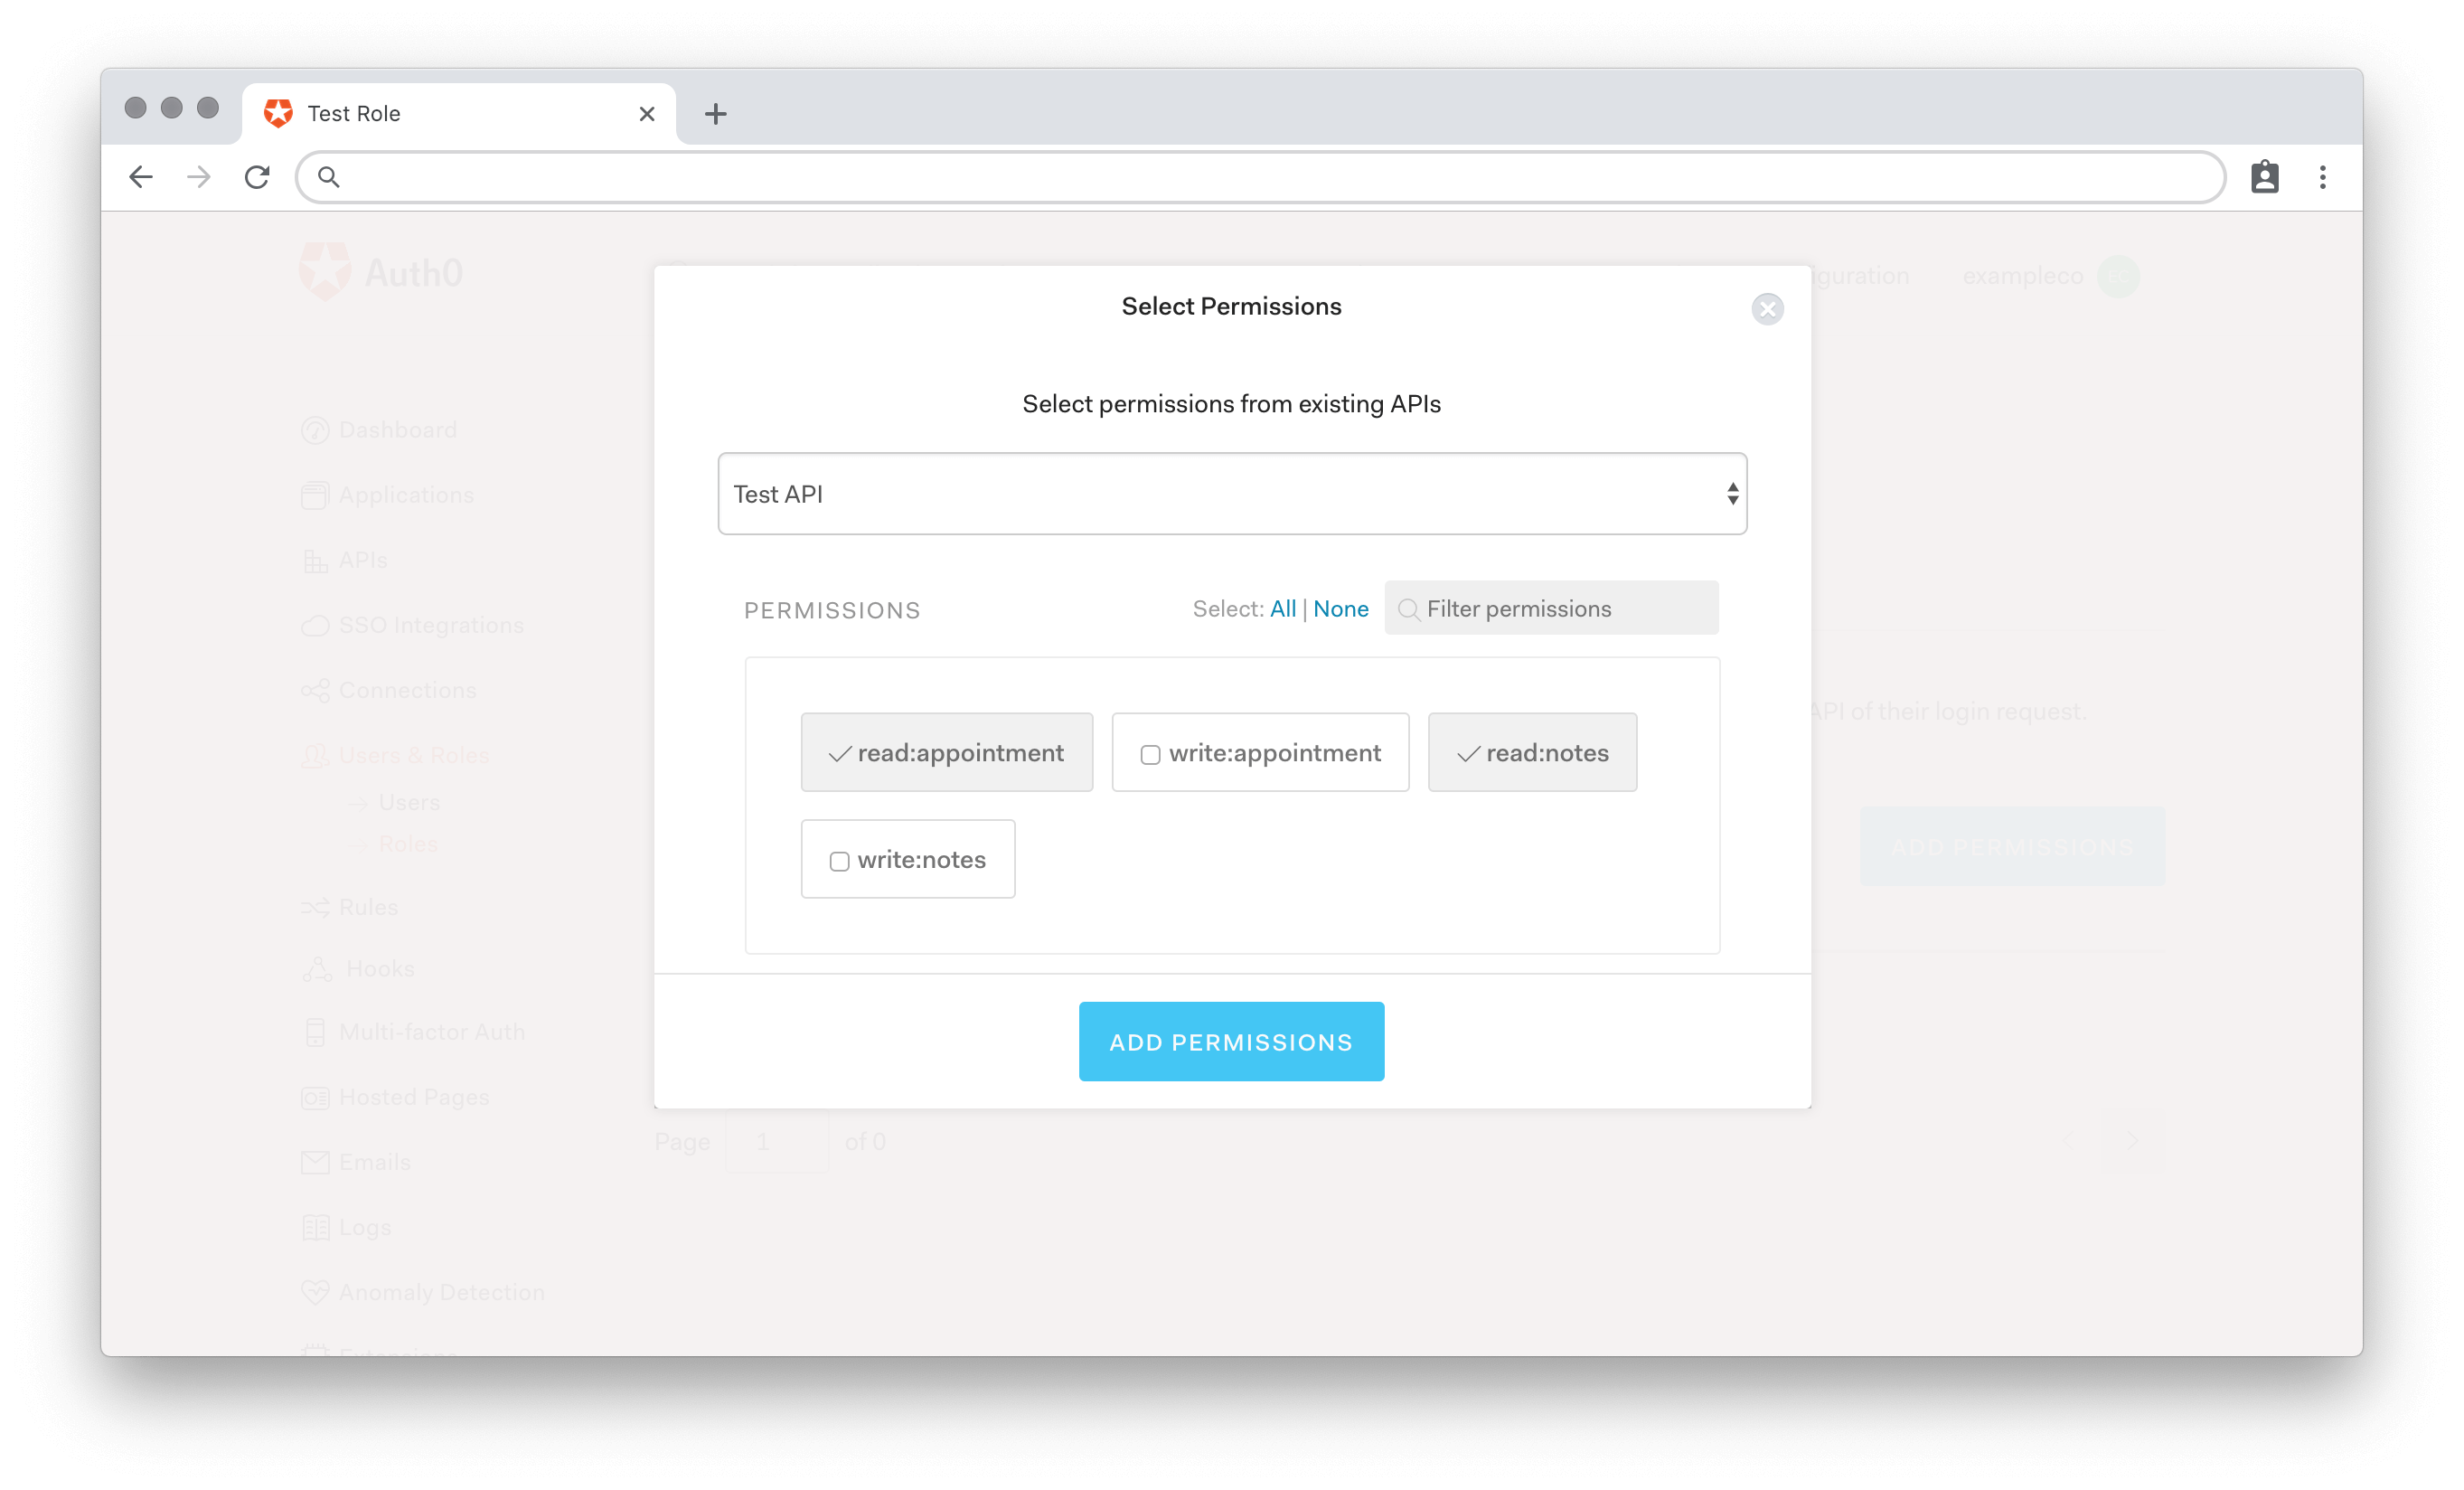 Test Role
Auth0
iguration exampleco
Select Permissions
Select permissions from existing APIs
Test API
PERMISSIONS
Select: All | None
Filter permissions
read:appointment
write:appointment
read:notes
write:notes
ADD PERMISSIONS
Dashboard
Applications
APIs
SSO Integrations
Connections
Users & Roles
Users
Roles
Rules
Hooks
Multi-factor Auth
Hosted Pages
Emails
Logs
Anomaly Detection
Extensions
API of their login request.
ADD PERMISSIONS
Page 1 of 0